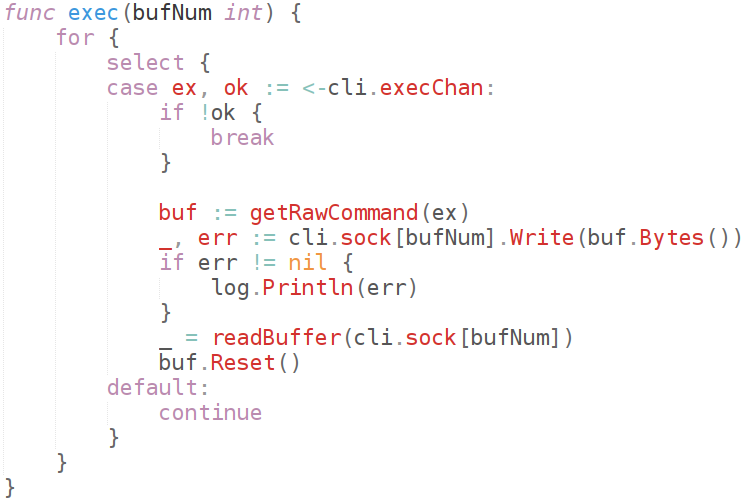 func exec(bufNum int) {
    for {
        select {
        case ex, ok := <-cli.execChan:
            if !ok {
                break
            }

            buf := getRawCommand(ex)
            _, err := cli.sock[bufNum].Write(buf.Bytes())
            if err != nil {
                log.Println(err)
            }
            _ = readBuffer(cli.sock[bufNum])
            buf.Reset()
        default:
            continue
        }
    }
}